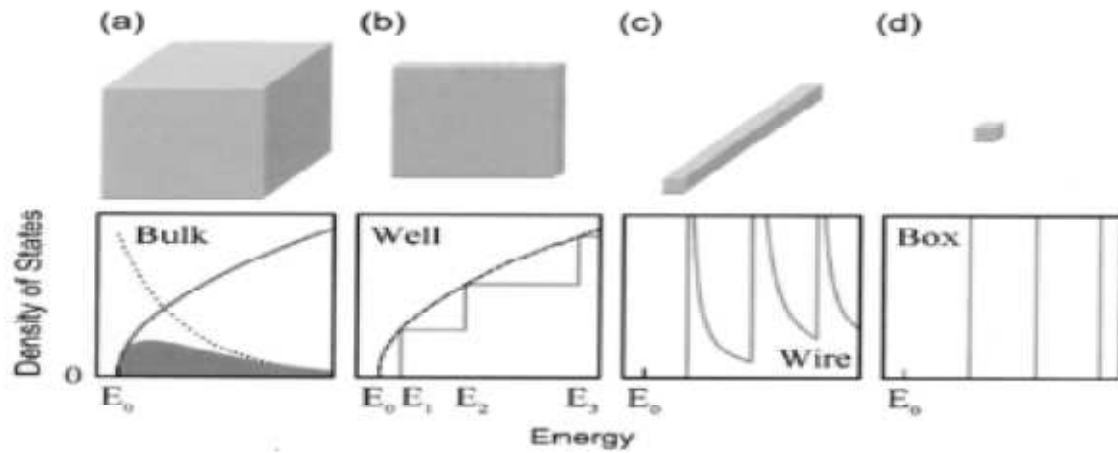 (a) (b) (c) (d)
Density of States
Bulk Well Wire Box
0
E₀ E₀ E₁ E₂ E₃ E₀ E₀
Energy